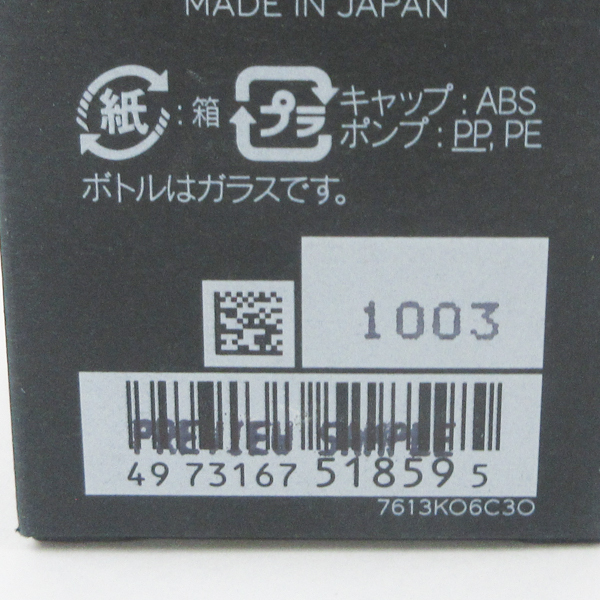 MADE IN JAPAN
紙 : 箱 プラ キャップ : ABS
ポンプ : PP, PE
ボトルはガラスです。
1003
PREVIEW SAMPLE
49 73167 51859 5
7613K06C30